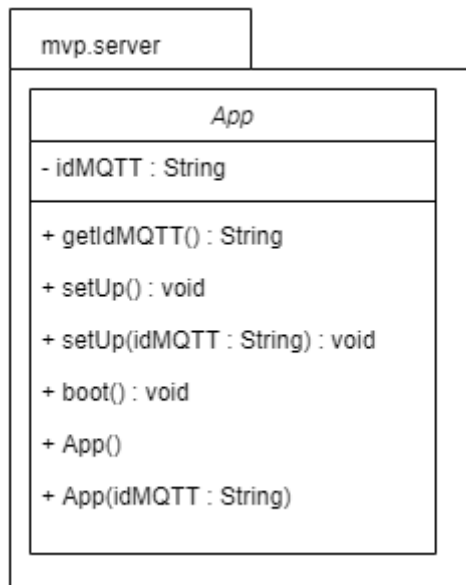 mvp.server
App
- idMQTT : String
+ getIdMQTT() : String
+ setUp() : void
+ setUp(idMQTT : String) : void
+ boot() : void
+ App()
+ App(idMQTT : String)